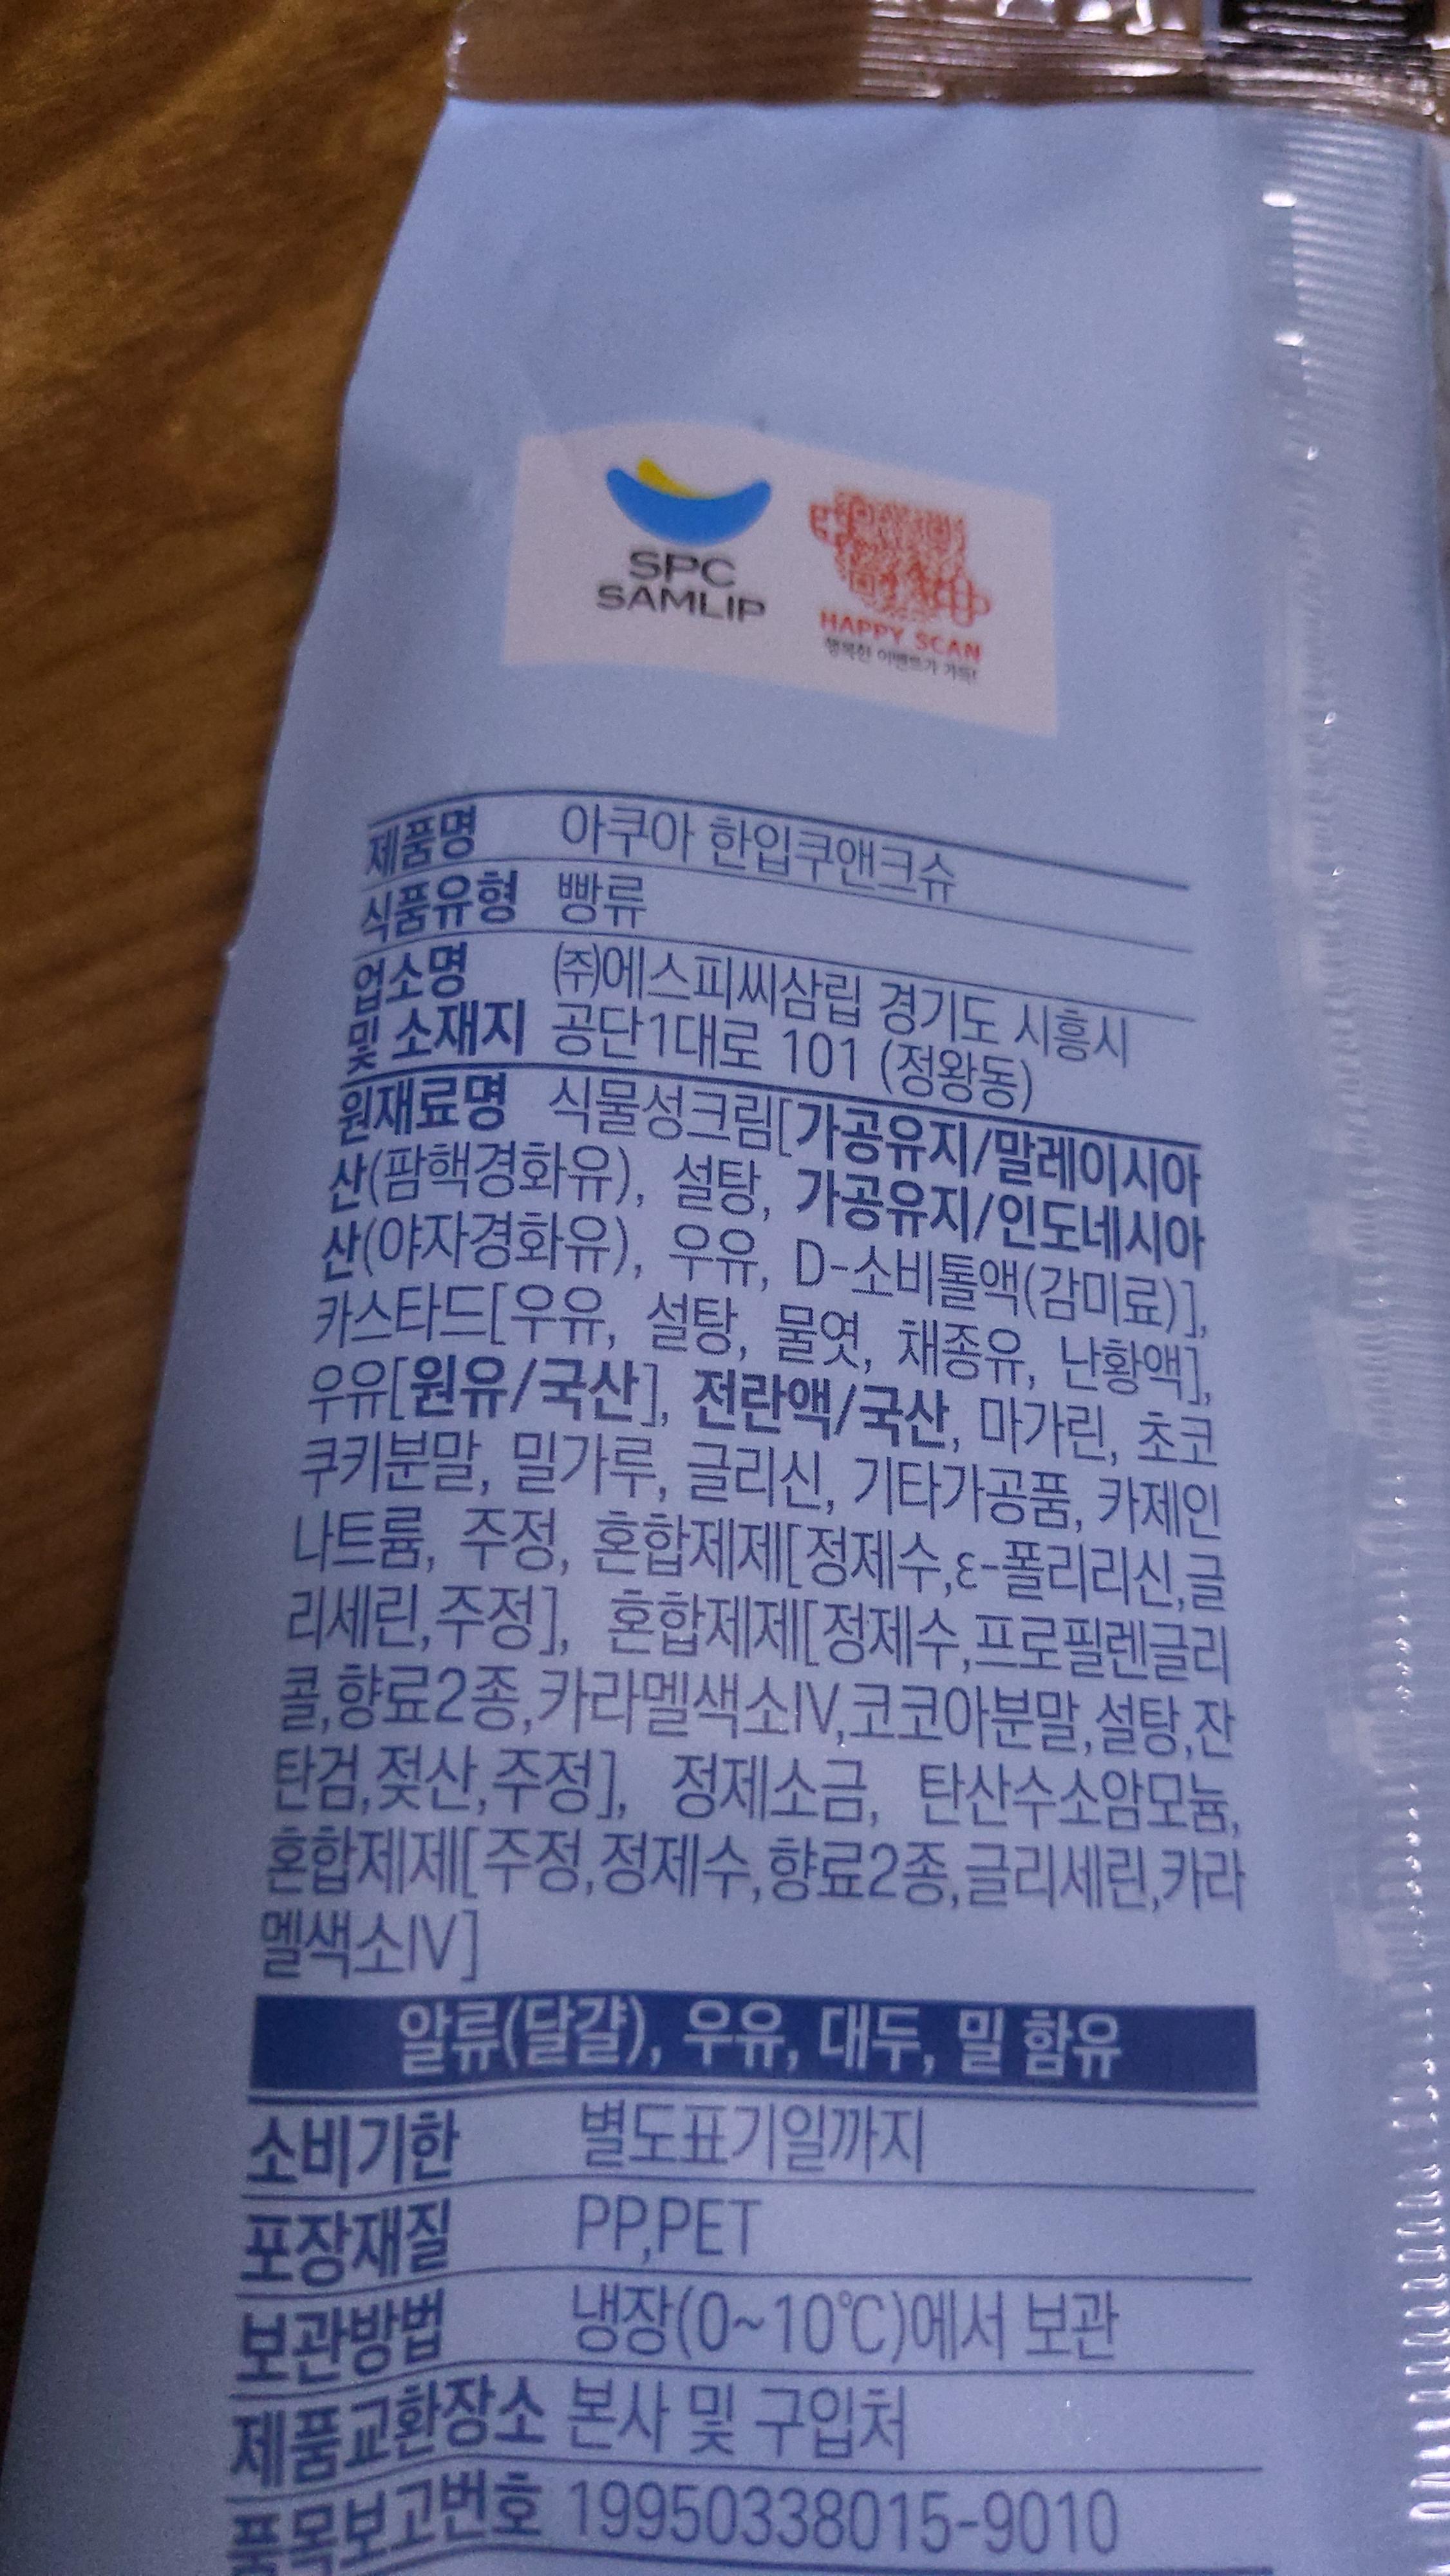 SPC
SAMLIP
HAPPY SCAN
행복한 이벤트가 가득!
제품명 아쿠아 한입쿠앤크슈
식품유형 빵류
업소명 ㈜에스피씨삼립 경기도 시흥시
및 소재지 공단1대로 101 (정왕동)
원재료명 식물성크림[가공유지/말레이시아
산(팜핵경화유), 설탕, 가공유지/인도네시아
산(야자경화유), 우유, D-소비톨액(감미료)],
카스타드[우유, 설탕, 물엿, 채종유, 난황액],
우유[원유/국산], 전란액/국산, 마가린, 초코
쿠키분말, 밀가루, 글리신, 기타가공품, 카제인
나트륨, 주정, 혼합제제[정제수,ε-폴리리신,글
리세린,주정], 혼합제제[정제수,프로필렌글리
콜,향료2종,카라멜색소IV,코코아분말,설탕,잔
탄검,젖산,주정], 정제소금, 탄산수소암모늄,
혼합제제[주정,정제수,향료2종,글리세린,카라
멜색소IV]
알류(달걀), 우유, 대두, 밀 함유
소비기한 별도표기일까지
포장재질 PP,PET
보관방법 냉장(0~10℃)에서 보관
제품교환장소 본사 및 구입처
품목보고번호 19950338015-9010